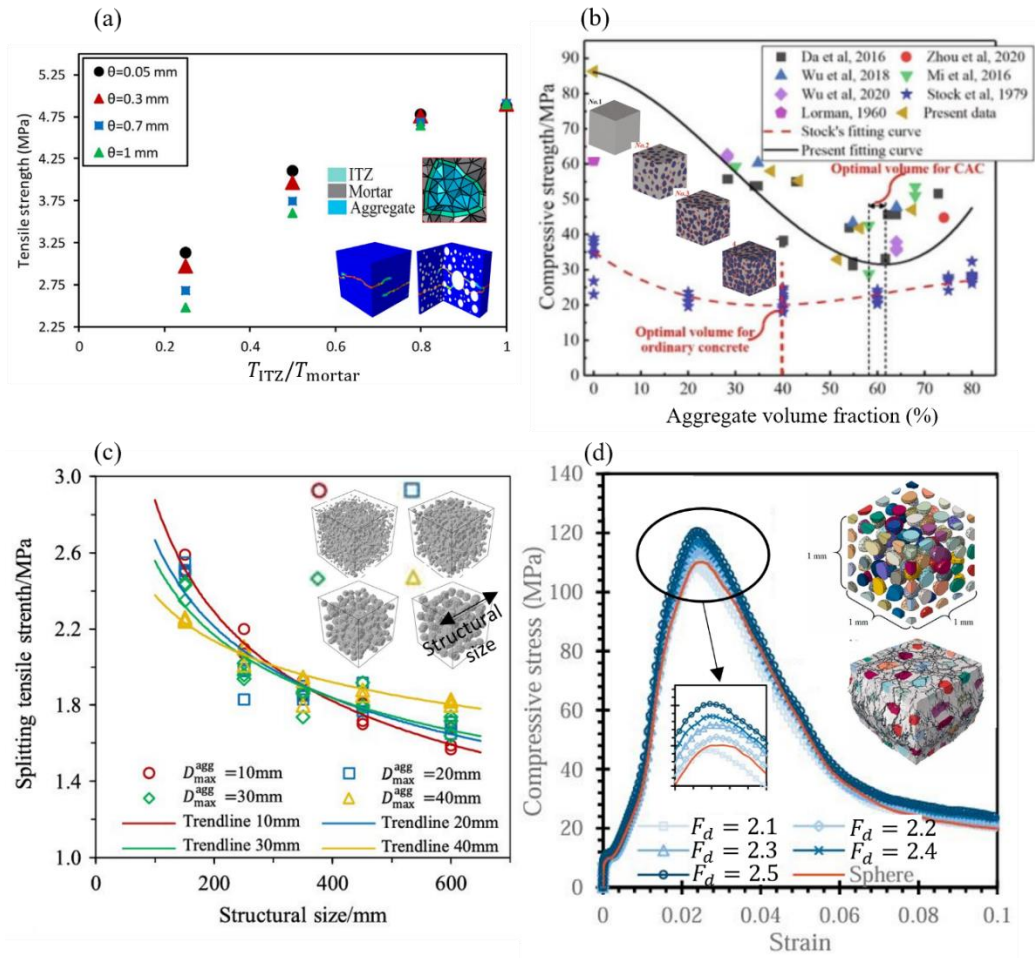 (a)
θ=0.05 mm
θ=0.3 mm
θ=0.7 mm
θ=1 mm
ITZ
Mortar
Aggregate
5.25
4.75
4.25
3.75
3.25
2.75
2.25
Tensile strength (MPa)
0
0.2
0.4
0.6
0.8
1
T_ITZ/T_mortar
(b)
Da et al, 2016
Zhou et al, 2020
Wu et al, 2018
Mi et al, 2016
Wu et al, 2020
Stock et al, 1979
Lorman, 1960
Present data
Stock's fitting curve
Present fitting curve
No.1
No.2
No.3
Optimal volume for CAC
Optimal volume for
ordinary concrete
90
80
70
60
50
40
30
20
10
0
Compressive strength/MPa
0
10
20
30
40
50
60
70
80
90
Aggregate volume fraction (%)
(c)
3.0
2.6
2.2
1.8
1.4
1.0
Splitting tensile strenth/MPa
Structural
size
D_max^agg =10mm
D_max^agg =20mm
D_max^agg =30mm
D_max^agg =40mm
Trendline 10mm
Trendline 20mm
Trendline 30mm
Trendline 40mm
0
200
400
600
Structural size/mm
(d)
140
120
100
80
60
40
20
0
Compressive stress (MPa)
1 mm
1 mm
1 mm
F_d = 2.1
F_d = 2.2
F_d = 2.3
F_d = 2.4
F_d = 2.5
Sphere
0
0.02
0.04
0.06
0.08
0.1
Strain